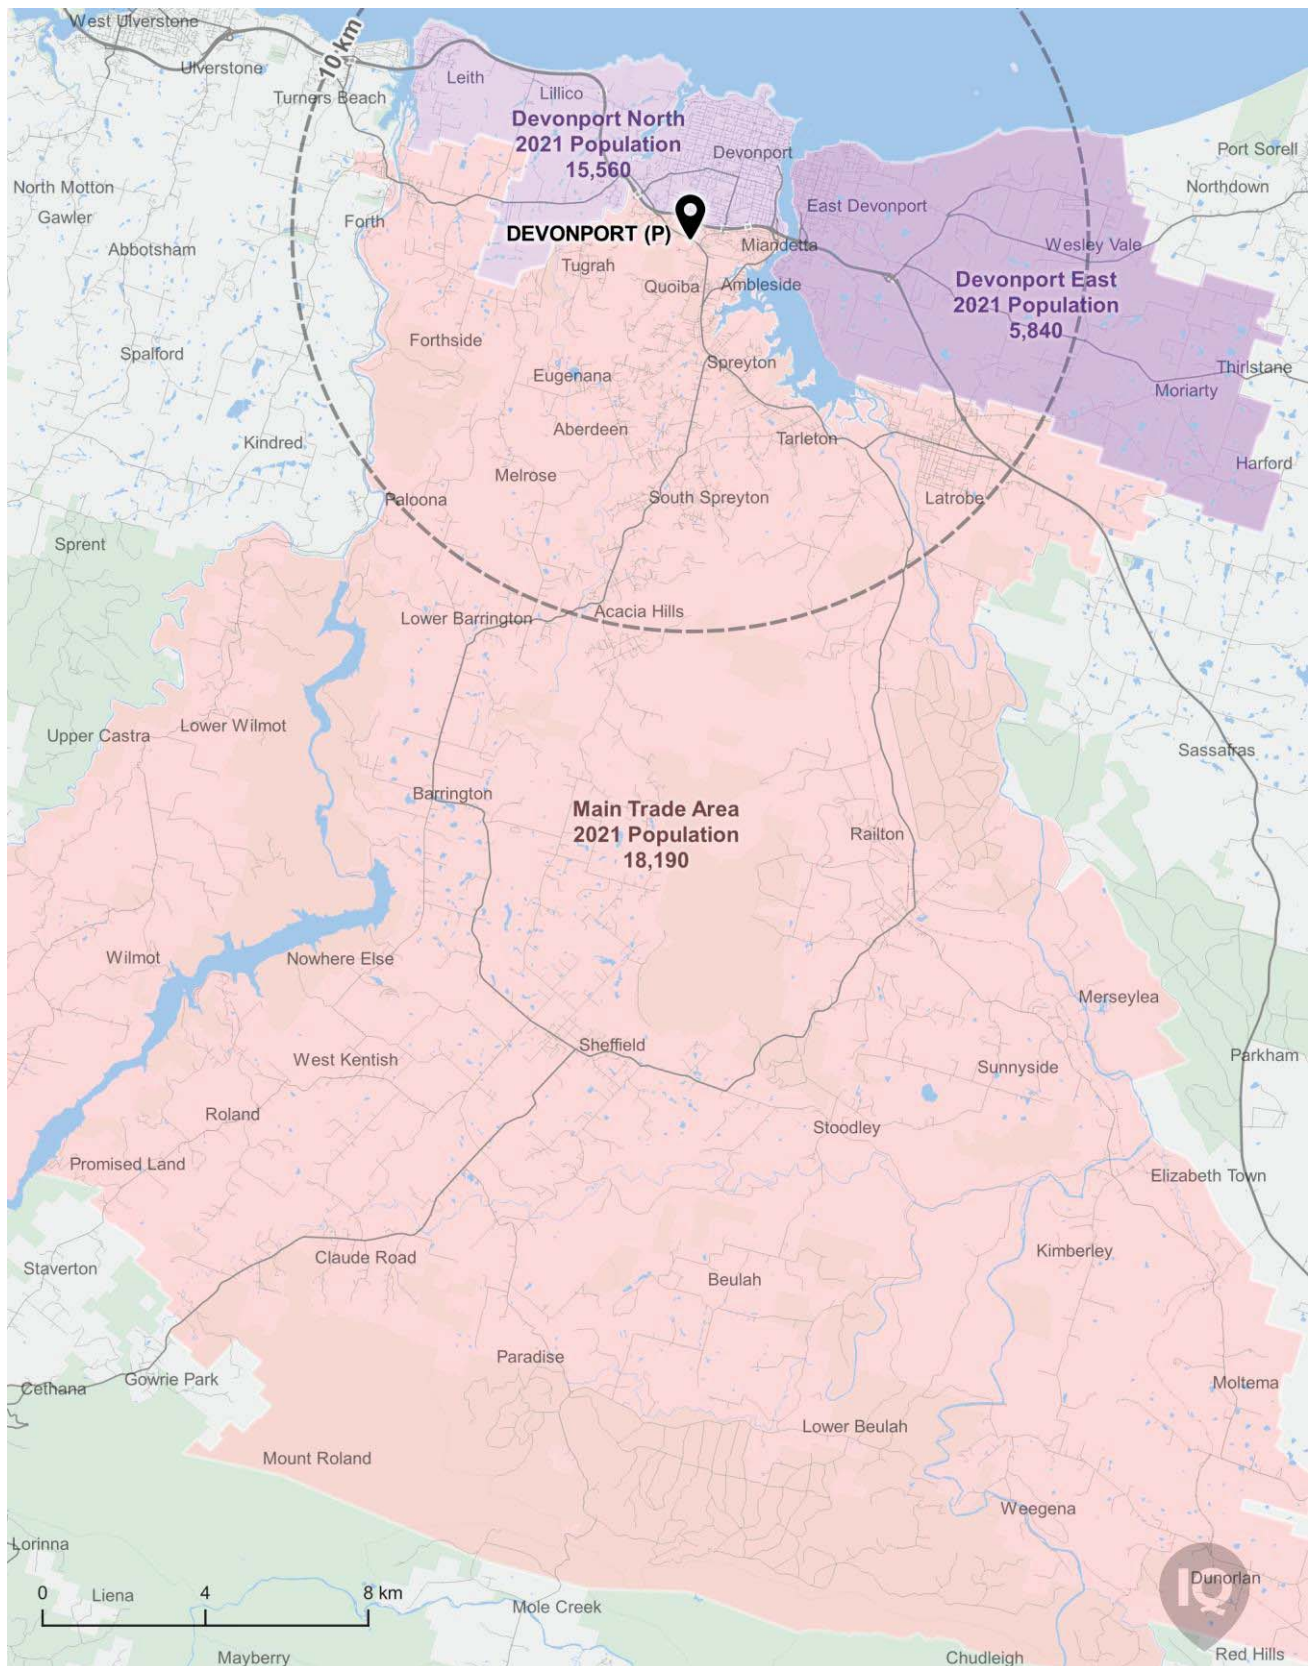 West Ulverstone
Ulverstone
10 km
Turners Beach
Leith
Lillico
Devonport North
2021 Population
15,560
Devonport
Port Sorell
Northdown
North Motton
Gawler
Abbotsham
Forth
DEVONPORT (P)
East Devonport
Miandetta
Wesley Vale
Tugrah
Quoiba
Ambleside
Devonport East
2021 Population
5,840
Forthside
Spalford
Eugenana
Spreyton
Thirlstane
Moriarty
Aberdeen
Tarleton
Kindred
Harford
Melrose
South Spreyton
Latrobe
Paloona
Sprent
Lower Barrington
Acacia Hills
Upper Castra
Lower Wilmot
Sassafras
Barrington
Main Trade Area
2021 Population
18,190
Railton
Wilmot
Nowhere Else
Merseylea
Sheffield
West Kentish
Sunnyside
Parkham
Roland
Stoodley
Promised Land
Elizabeth Town
Claude Road
Kimberley
Staverton
Beulah
Paradise
Cethana
Gowrie Park
Moltema
Lower Beulah
Mount Roland
Weegena
Lorinna
0
4
8 km
Liena
Mole Creek
IQ
Dunorlan
Mayberry
Chudleigh
Red Hills